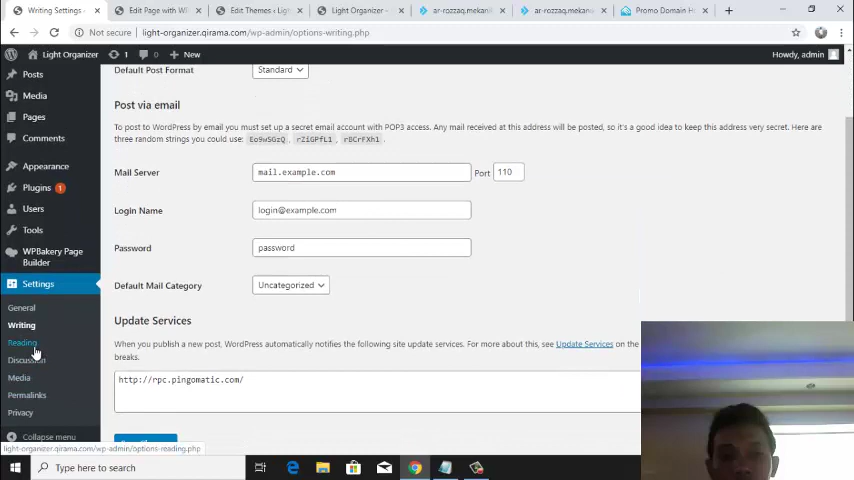 Writing Settings ‹
Edit Page with W
Edit Themes ‹ Light
Light Organizer –
ar-rozzaq.mekani
ar-rozzaq.mekani
Promo Domain H
Not secure
light-organizer.qirama.com/wp-admin/options-writing.php
Light Organizer
1
0
New
Howdy, admin
Posts
Media
Pages
Comments
Appearance
Plugins 1
Users
Tools
WPBakery Page
Builder
Settings
General
Writing
Reading
Discussion
Media
Permalinks
Privacy
Collapse menu
Default Post Format
Standard
Post via email
To post to WordPress by email you must set up a secret email account with POP3 access. Any mail received at this address will be posted, so it's a good idea to keep this address very secret. Here are
three random strings you could use: Eo9wSGzQ , rZiGPfL1 , r8CrFXh1 .
Mail Server
mail.example.com
Port
110
Login Name
login@example.com
Password
password
Default Mail Category
Uncategorized
Update Services
When you publish a new post, WordPress automatically notifies the following site update services. For more about this, see Update Services on the
breaks.
http://rpc.pingomatic.com/
light-organizer.qirama.com/wp-admin/options-reading.php
Type here to search